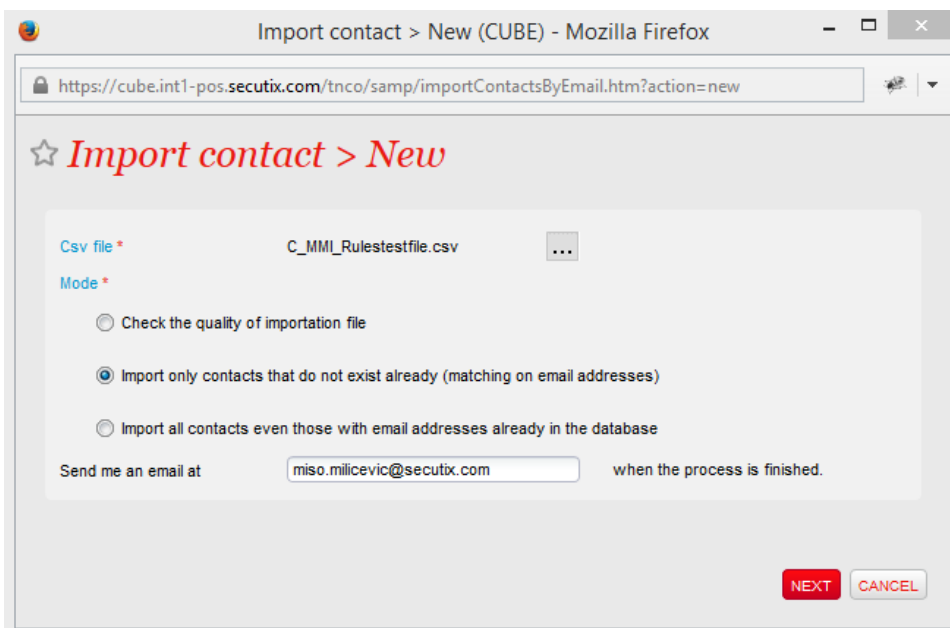 Import contact > New (CUBE) - Mozilla Firefox
https://cube.int1-pos.secutix.com/tnco/samp/importContactsByEmail.htm?action=new
Import contact > New
Csv file * C_MMI_Rulestestfile.csv ...
Mode *
Check the quality of importation file
Import only contacts that do not exist already (matching on email addresses)
Import all contacts even those with email addresses already in the database
Send me an email at miso.milicevic@secutix.com when the process is finished.
NEXT CANCEL